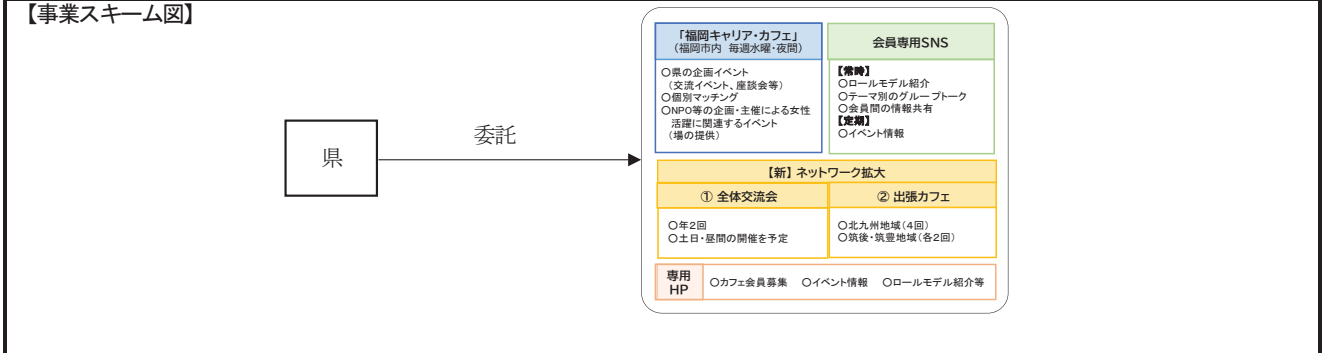 【事業スキーム図】
県
委託
「福岡キャリア・カフェ」
（福岡市内 毎週水曜・夜間）
○県の企画イベント
（交流イベント、座談会等）
○個別マッチング
○NPO等の企画・主催による女性
活躍に関連するイベント
（場の提供）
会員専用SNS
【常時】
○ロールモデル紹介
○テーマ別のグループトーク
○会員間の情報共有
【定期】
○イベント情報
【新】 ネットワーク拡大
① 全体交流会
○年2回
○土日・昼間の開催を予定
② 出張カフェ
○北九州地域（4回）
○筑後・筑豊地域（各2回）
専用
HP
○カフェ会員募集 ○イベント情報 ○ロールモデル紹介等